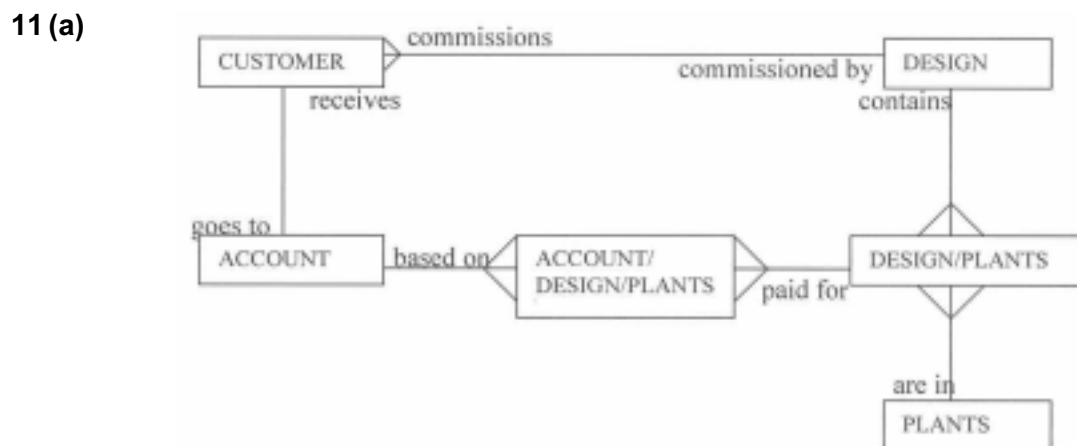 11 (a)
commissions
CUSTOMER
DESIGN
commissioned by
receives
contains
goes to
ACCOUNT
based on
ACCOUNT/
DESIGN/PLANTS
DESIGN/PLANTS
paid for
are in
PLANTS